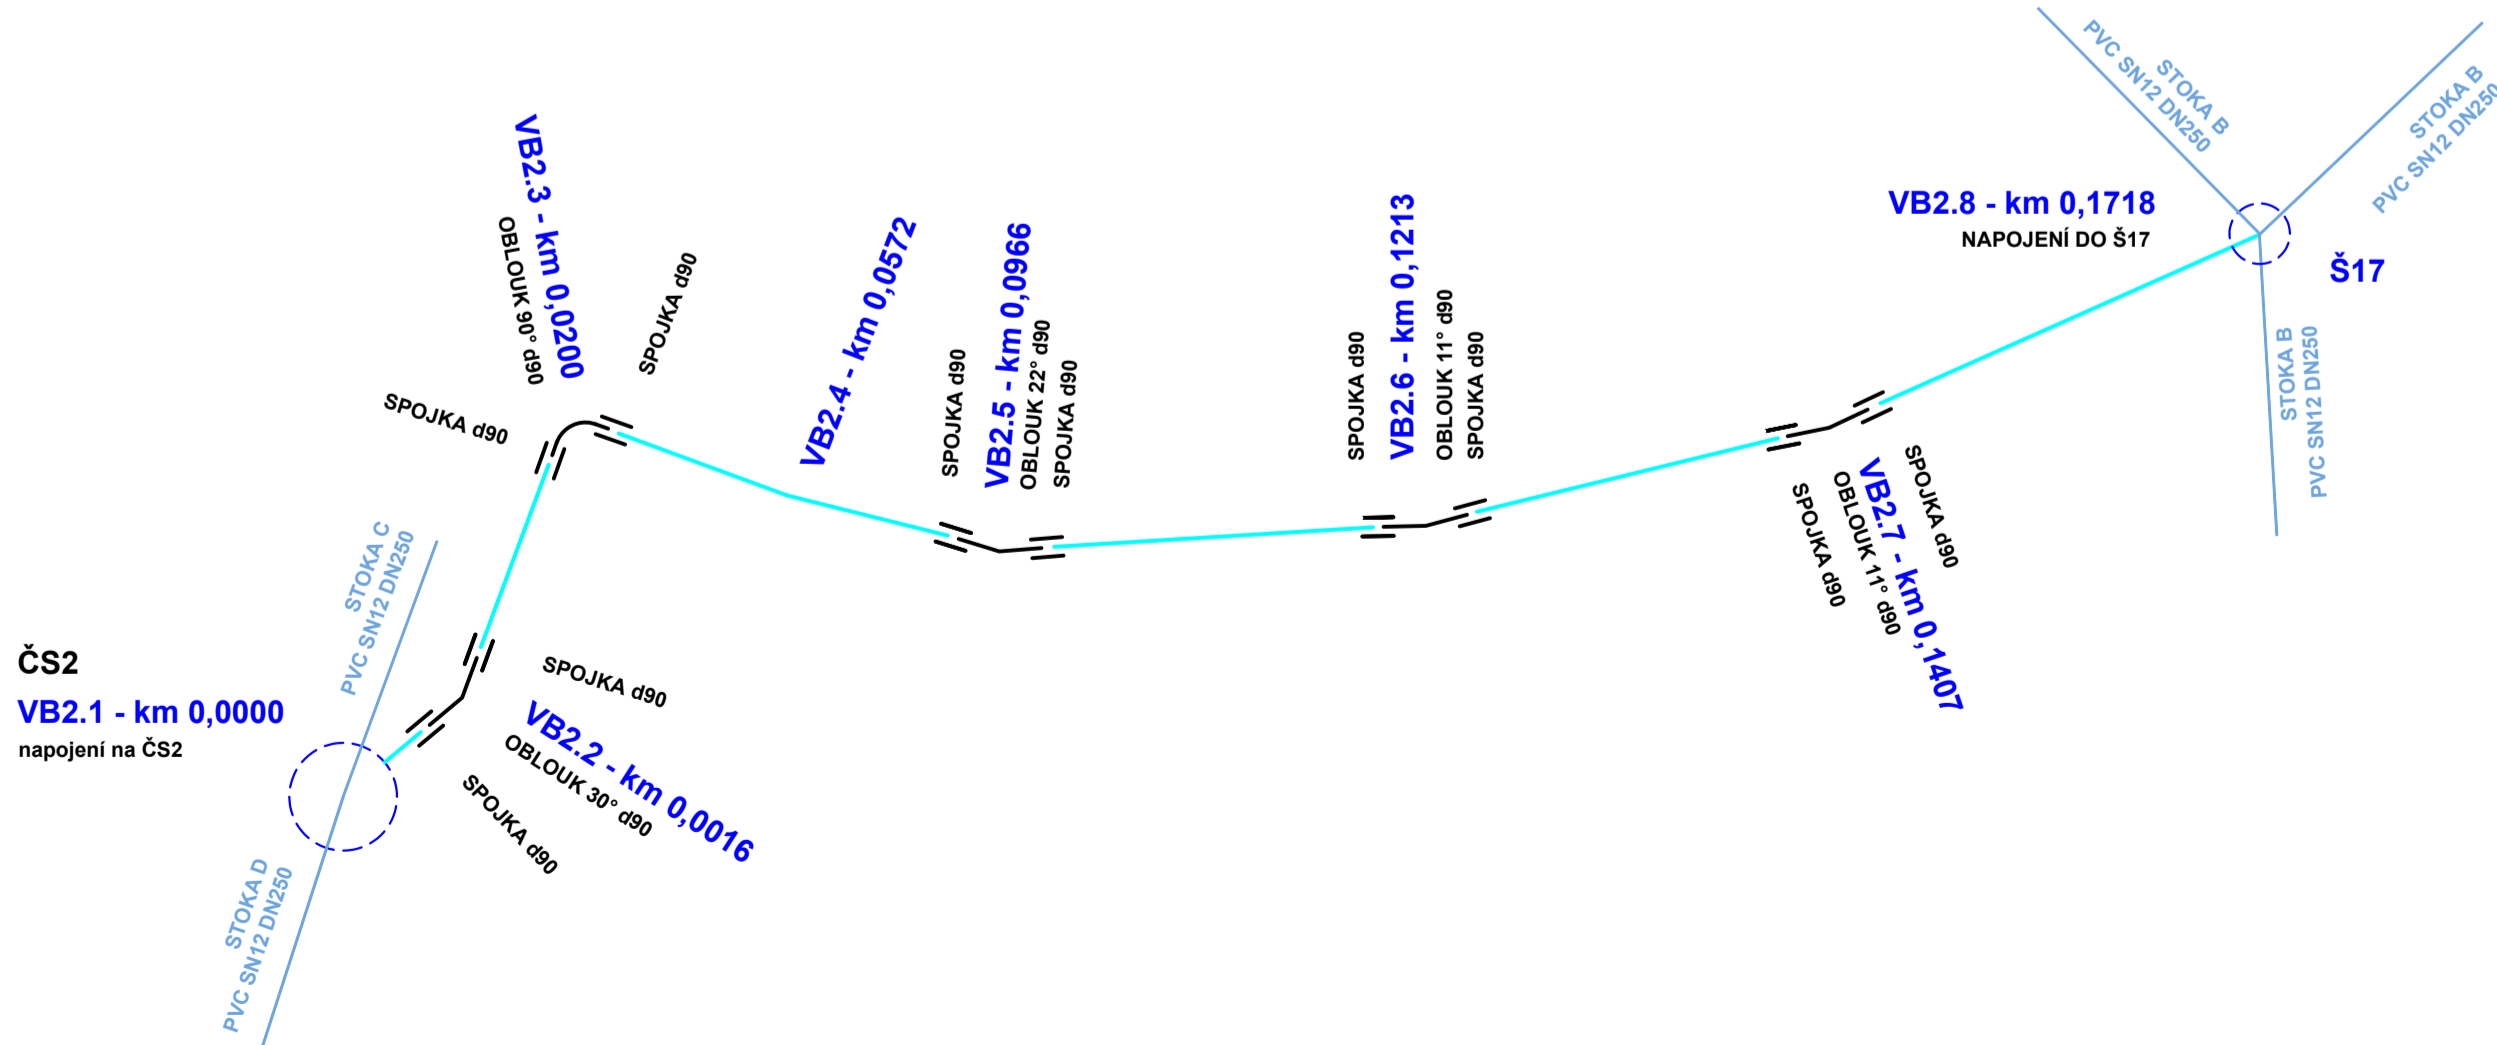 ČS2
VB2.1 - km 0,0000
napojení na ČS2
STOKA D
PVC SN12 DN250
STOKA C
PVC SN12 DN250
SPOJKA d90
VB2.2 - km 0,0016
OBLOUK 30° d90
SPOJKA d90
SPOJKA d90
OBLOUK 90° d90
VB2.3 - km 0,0200
SPOJKA d90
VB2.4 - km 0,0572
SPOJKA d90
VB2.5 - km 0,0966
OBLOUK 22° d90
SPOJKA d90
SPOJKA d90
VB2.6 - km 0,1213
OBLOUK 11° d90
SPOJKA d90
SPOJKA d90
OBLOUK 11° d90
VB2.7 - km 0,1407
SPOJKA d90
VB2.8 - km 0,1718
NAPOJENÍ DO Š17
Š17
STOKA B
PVC SN12 DN250
STOKA B
PVC SN12 DN250
STOKA B
PVC SN12 DN250